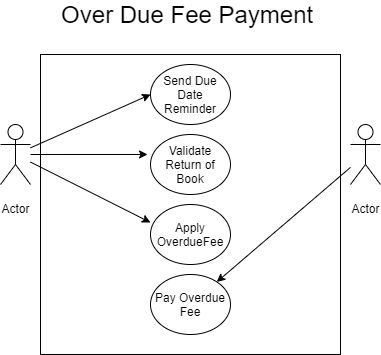 Over Due Fee Payment
Send Due
Date
Reminder
Validate
Return of
Book
Actor
Actor
Apply
OverdueFee
Pay Overdue
Fee